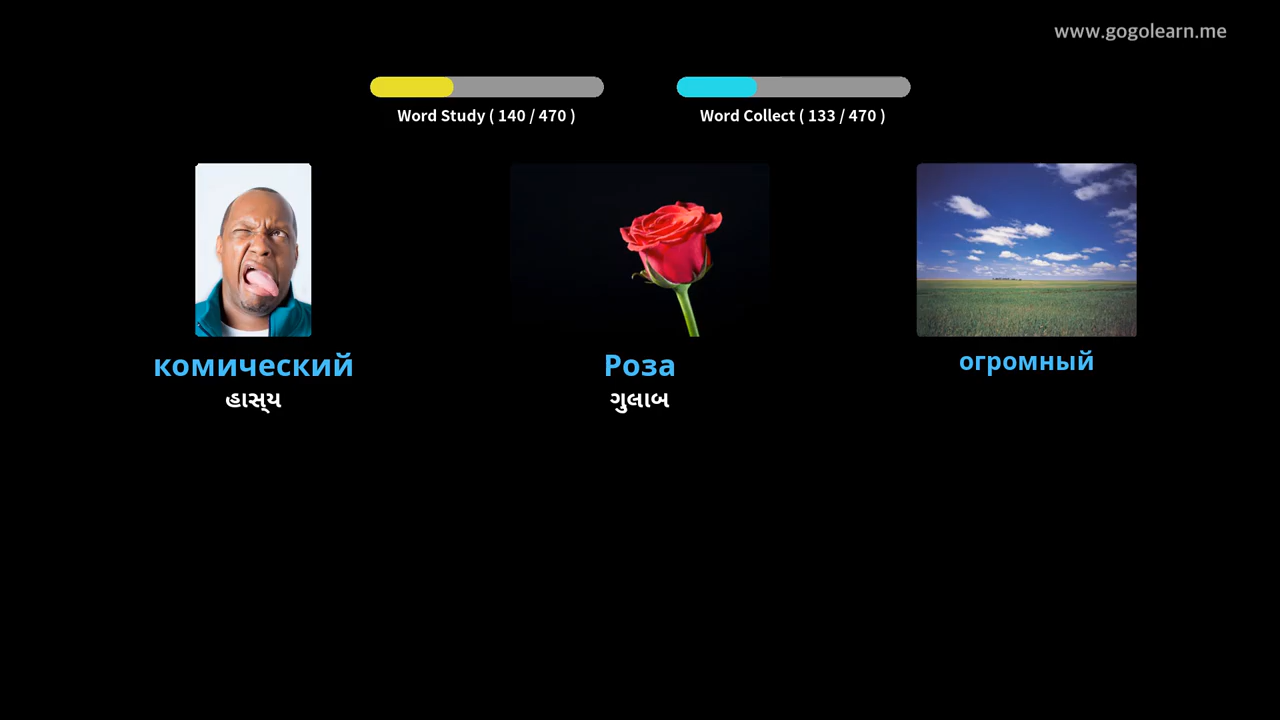 www.gogolearn.me
Word Study ( 140 / 470 )
Word Collect ( 133 / 470 )
комический
Роза
огромный
હાસ્ય
ગુલાબ